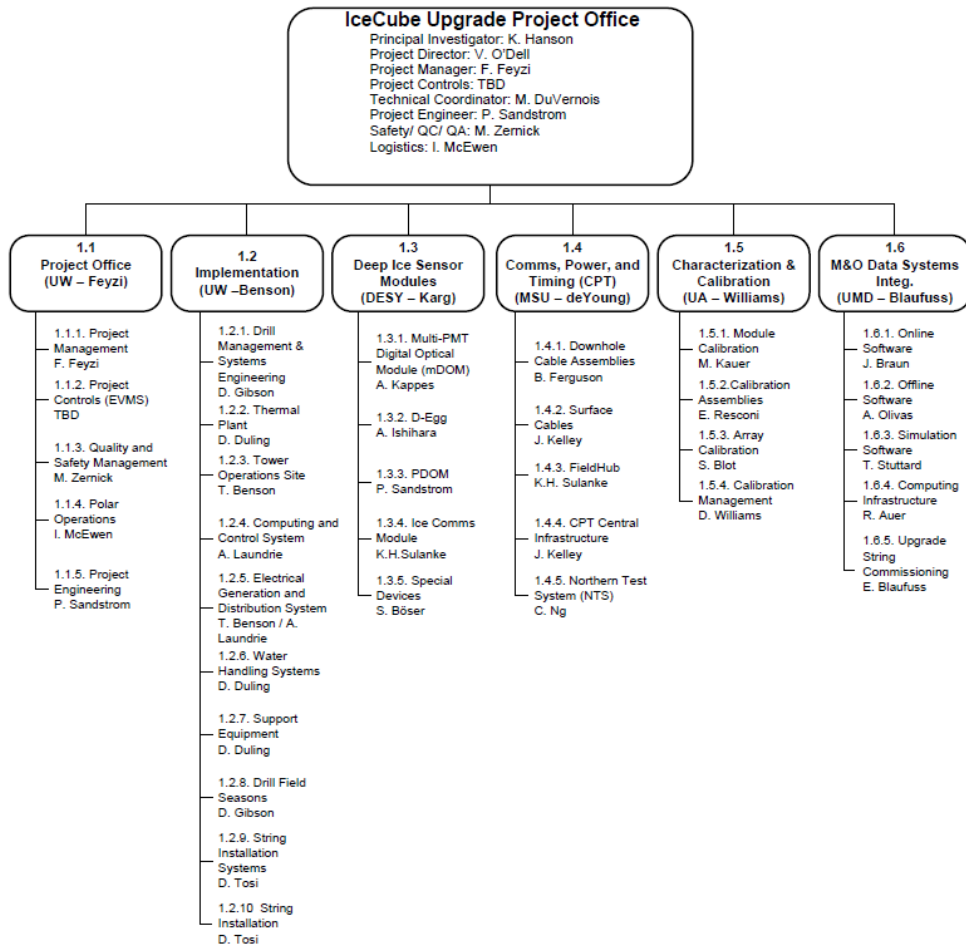 IceCube Upgrade Project Office
Principal Investigator: K. Hanson
Project Director: V. O'Dell
Project Manager: F. Feyzi
Project Controls: TBD
Technical Coordinator: M. DuVernois
Project Engineer: P. Sandstrom
Safety/ QC/ QA: M. Zernick
Logistics: I. McEwen
1.1
Project Office
(UW – Feyzi)
1.1.1. Project
Management
F. Feyzi
1.1.2. Project
Controls (EVMS)
TBD
1.1.3. Quality and
Safety Management
M. Zernick
1.1.4. Polar
Operations
I. McEwen
1.1.5. Project
Engineering
P. Sandstrom
1.2
Implementation
(UW –Benson)
1.2.1. Drill
Management &
Systems
Engineering
D. Gibson
1.2.2. Thermal
Plant
D. Duling
1.2.3. Tower
Operations Site
T. Benson
1.2.4. Computing and
Control System
A. Laundrie
1.2.5. Electrical
Generation and
Distribution System
T. Benson / A.
Laundrie
1.2.6. Water
Handling Systems
D. Duling
1.2.7. Support
Equipment
D. Duling
1.2.8. Drill Field
Seasons
D. Gibson
1.2.9. String
Installation
Systems
D. Tosi
1.2.10 String
Installation
D. Tosi
1.3
Deep Ice Sensor
Modules
(DESY – Karg)
1.3.1. Multi-PMT
Digital Optical
Module (mDOM)
A. Kappes
1.3.2. D-Egg
A. Ishihara
1.3.3. PDOM
P. Sandstrom
1.3.4. Ice Comms
Module
K.H.Sulanke
1.3.5. Special
Devices
S. Böser
1.4
Comms, Power, and
Timing (CPT)
(MSU – deYoung)
1.4.1. Downhole
Cable Assemblies
B. Ferguson
1.4.2. Surface
Cables
J. Kelley
1.4.3. FieldHub
K.H. Sulanke
1.4.4. CPT Central
Infrastructure
J. Kelley
1.4.5. Northern Test
System (NTS)
C. Ng
1.5
Characterization &
Calibration
(UA – Williams)
1.5.1. Module
Calibration
M. Kauer
1.5.2.Calibration
Assemblies
E. Resconi
1.5.3. Array
Calibration
S. Blot
1.5.4. Calibration
Management
D. Williams
1.6
M&O Data Systems
Integ.
(UMD – Blaufuss)
1.6.1. Online
Software
J. Braun
1.6.2. Offline
Software
A. Olivas
1.6.3. Simulation
Software
T. Stuttard
1.6.4. Computing
Infrastructure
R. Auer
1.6.5. Upgrade
String
Commissioning
E. Blaufuss